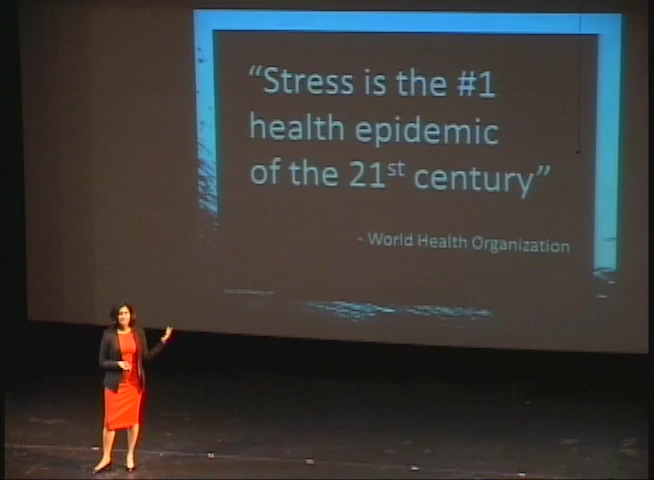 “Stress is the #1
health epidemic
of the 21st century”
- World Health Organization